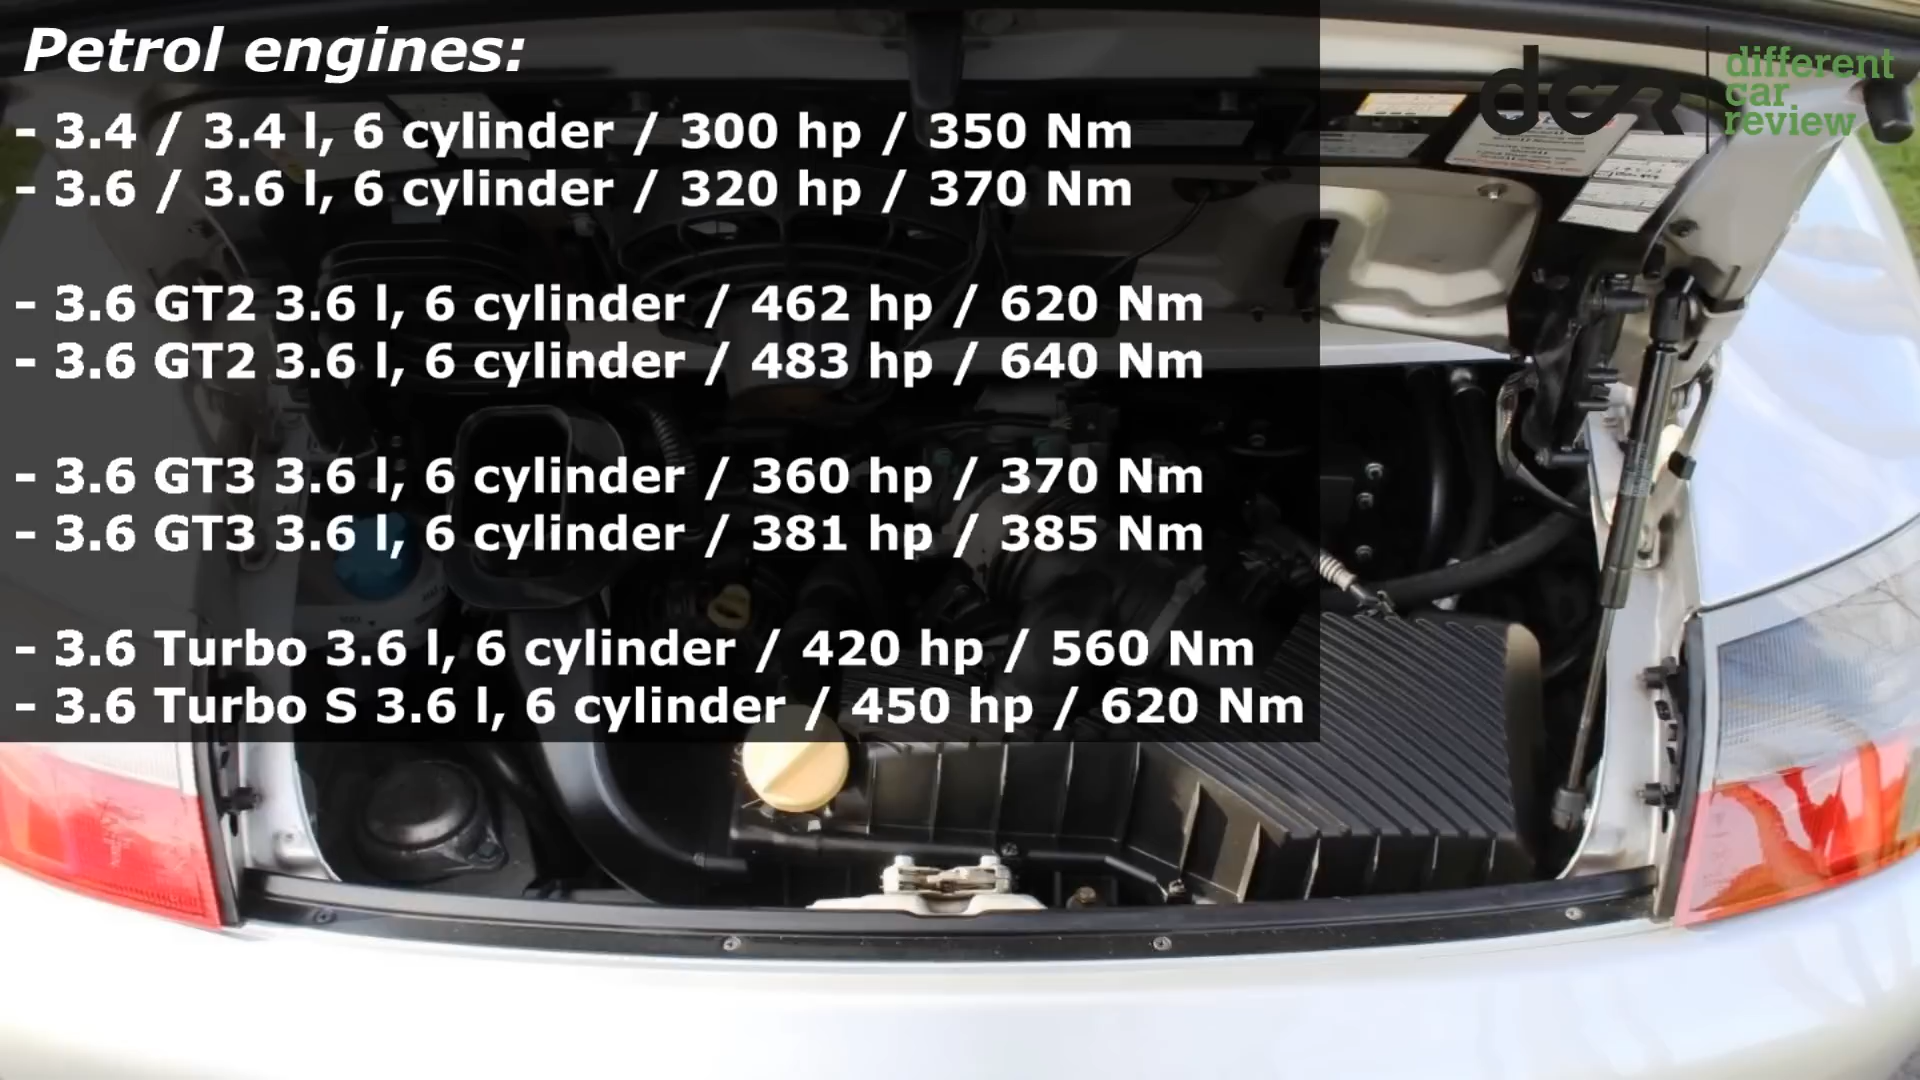 Petrol engines:
- 3.4 / 3.4 l, 6 cylinder / 300 hp / 350 Nm
- 3.6 / 3.6 l, 6 cylinder / 320 hp / 370 Nm
- 3.6 GT2 3.6 l, 6 cylinder / 462 hp / 620 Nm
- 3.6 GT2 3.6 l, 6 cylinder / 483 hp / 640 Nm
- 3.6 GT3 3.6 l, 6 cylinder / 360 hp / 370 Nm
- 3.6 GT3 3.6 l, 6 cylinder / 381 hp / 385 Nm
- 3.6 Turbo 3.6 l, 6 cylinder / 420 hp / 560 Nm
- 3.6 Turbo S 3.6 l, 6 cylinder / 450 hp / 620 Nm
dcr
different
car
review